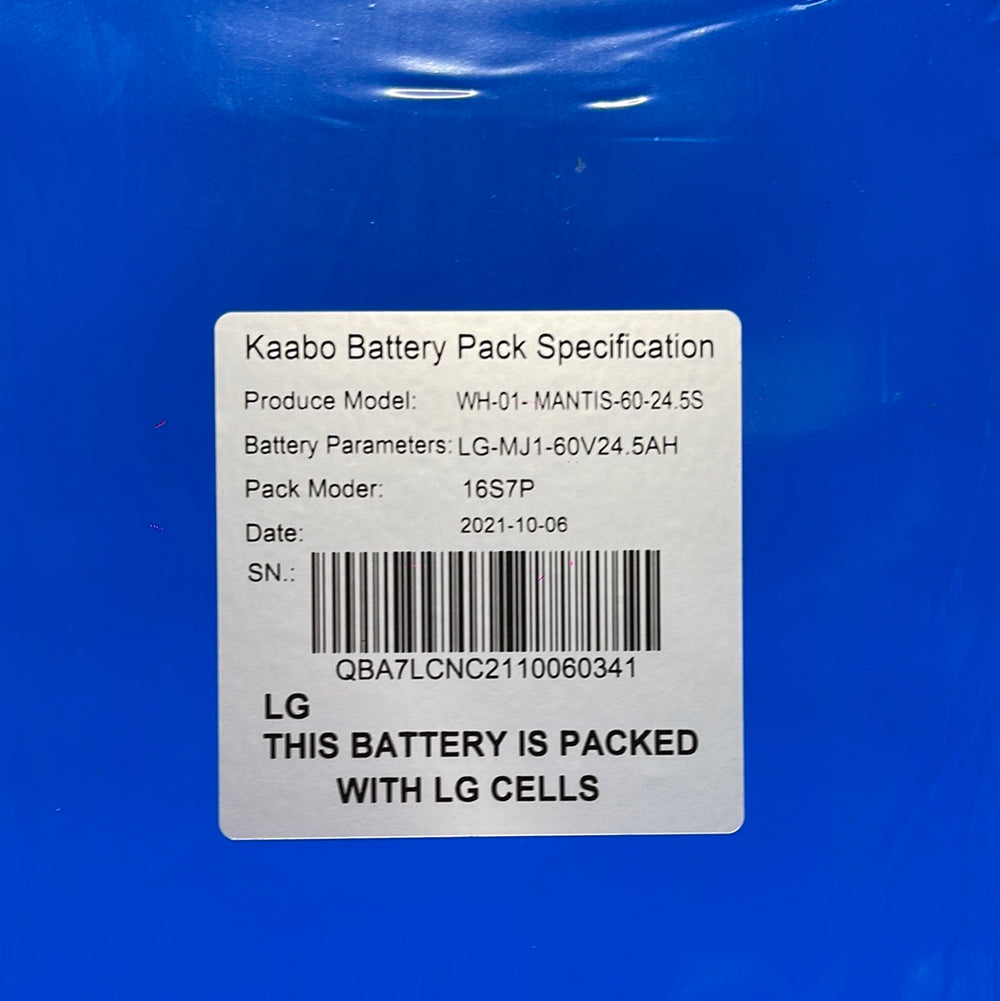 Kaabo Battery Pack Specification
Produce Model: WH-01- MANTIS-60-24.5S
Battery Parameters: LG-MJ1-60V24.5AH
Pack Moder: 16S7P
Date: 2021-10-06
SN.:
QBA7LCNC2110060341
LG
THIS BATTERY IS PACKED
WITH LG CELLS